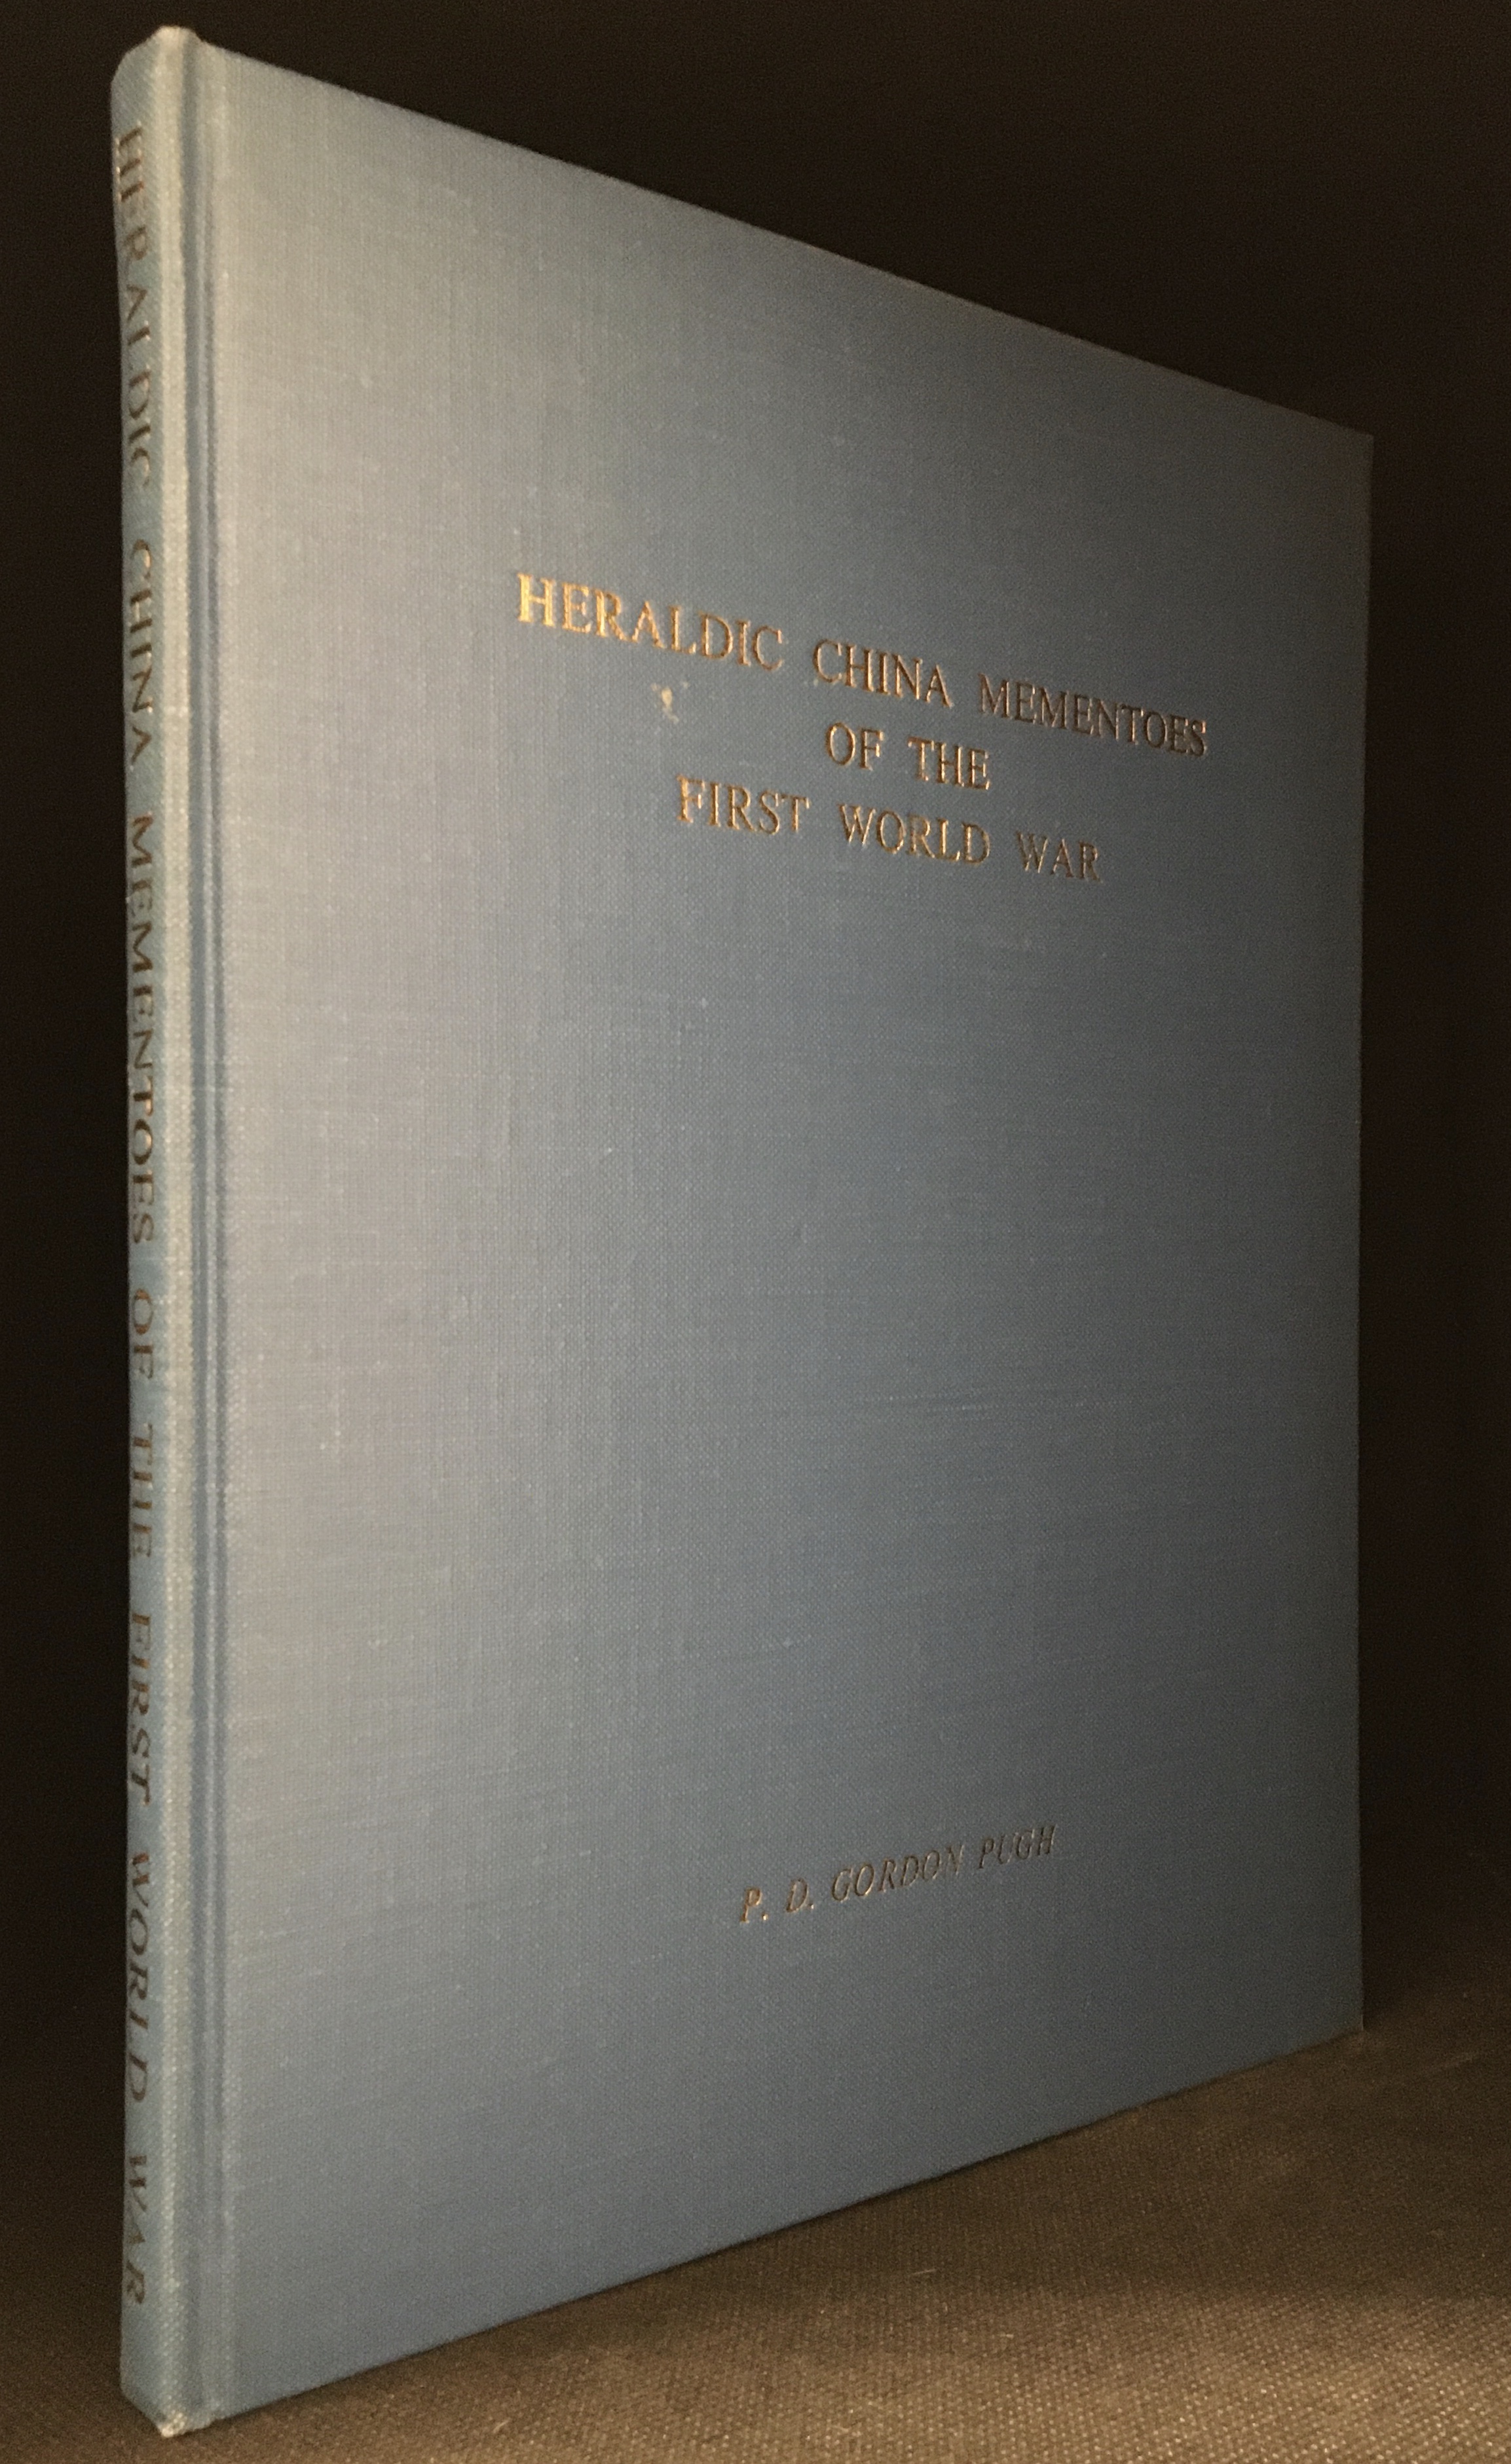 HERALDIC CHINA MEMENTOES OF THE FIRST WORLD WAR
HERALDIC CHINA MEMENTOES
OF THE
FIRST WORLD WAR
P. D. GORDON PUGH